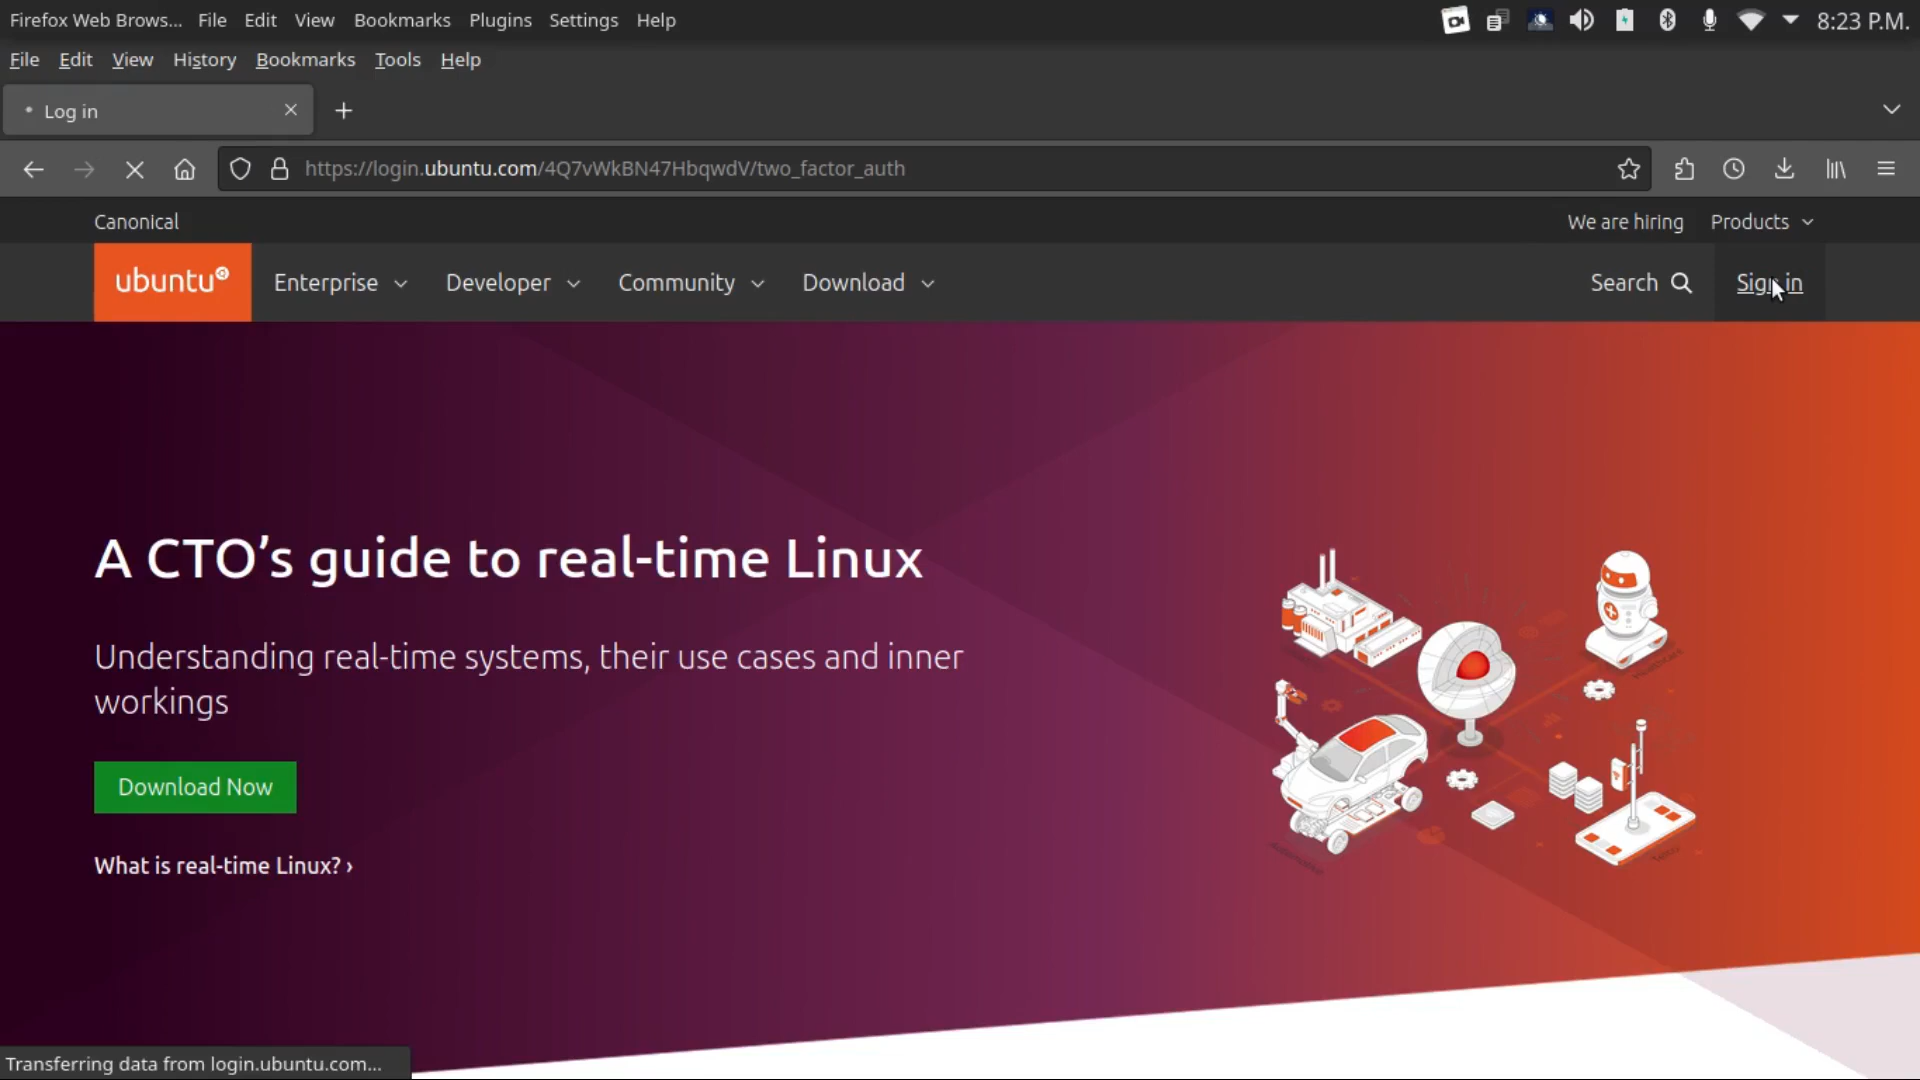 Firefox Web Brows... File Edit View Bookmarks Plugins Settings Help 8:23 P.M.
File Edit View History Bookmarks Tools Help
Log in
https://login.ubuntu.com/4Q7vWkBN47HbqwdV/two_factor_auth
Canonical We are hiring Products
ubuntu Enterprise Developer Community Download Search Sign in
A CTO’s guide to real-time Linux
Understanding real-time systems, their use cases and inner
workings
Download Now
What is real-time Linux? ›
Transferring data from login.ubuntu.com...